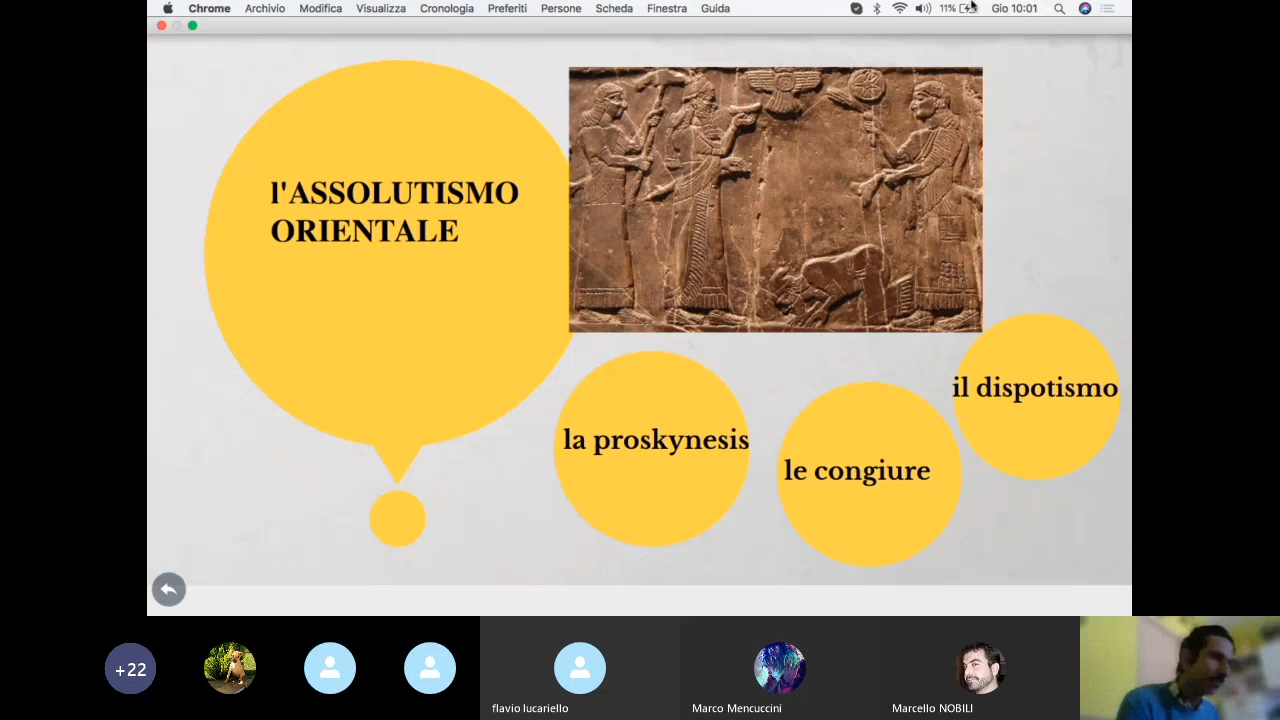 Chrome Archivio Modifica Visualizza Cronologia Preferiti Persone Scheda Finestra Guida 11% Gio 10:01
l'ASSOLUTISMO
ORIENTALE
il dispotismo
la proskynesis
le congiure
+22
flavio lucariello
Marco Mencuccini
Marcello NOBILI